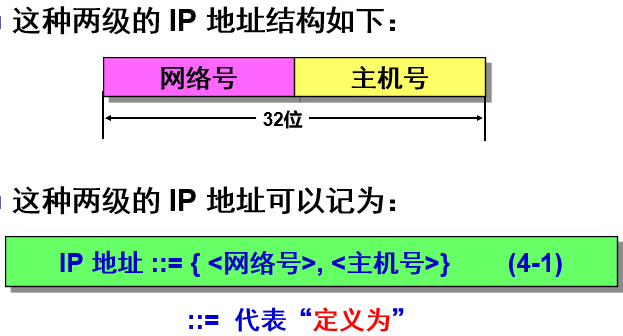 这种两级的 IP 地址结构如下：
网络号 主机号
32位
这种两级的 IP 地址可以记为：
IP 地址 ::= { <网络号>, <主机号>} (4-1)
::= 代表“定义为”